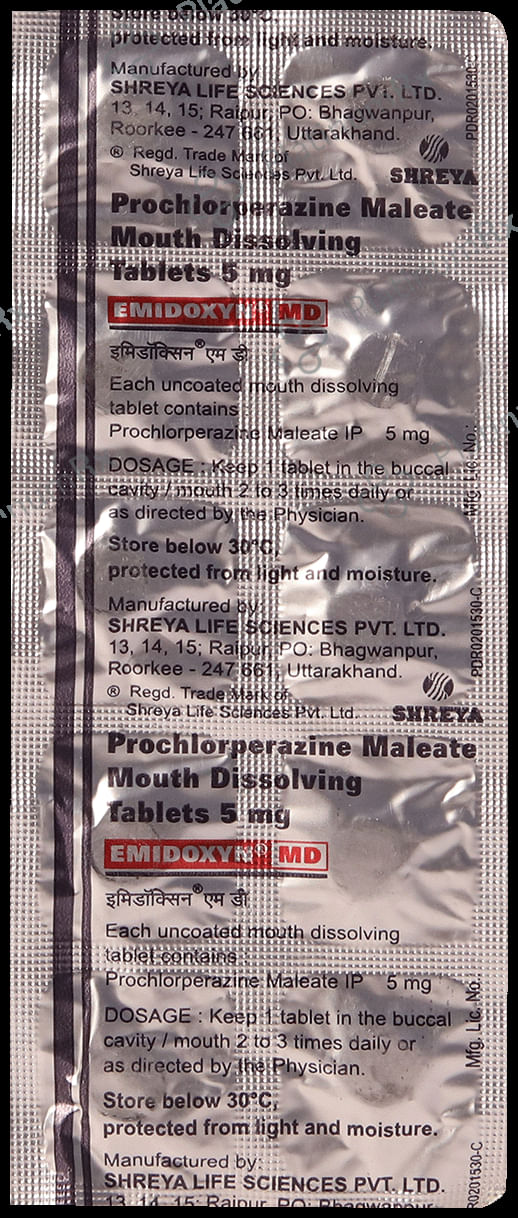 Store below 30°C,
protected from light and moisture.
Manufactured by
SHREYA LIFE SCIENCES PVT. LTD.
13, 14, 15; Raipur, PO: Bhagwanpur,
Roorkee - 247 661, Uttarakhand.
® Regd. Trade Mark of
Shreya Life Sciences Pvt. Ltd.
SHREYA
PDR0201530-C
Prochlorperazine Maleate
Mouth Dissolving
Tablets 5 mg
EMIDOXYN® MD
इमिडॉक्सिन® एम डी
Each uncoated mouth dissolving
tablet contains :
Prochlorperazine Maleate IP 5 mg
DOSAGE : Keep 1 tablet in the buccal
cavity / mouth 2 to 3 times daily or
as directed by the Physician.
Mfg. Lic. No.:
Store below 30°C,
protected from light and moisture.
Manufactured by:
SHREYA LIFE SCIENCES PVT. LTD.
13, 14, 15; Raipur, PO: Bhagwanpur,
Roorkee - 247 661, Uttarakhand.
® Regd. Trade Mark of
Shreya Life Sciences Pvt. Ltd.
SHREYA
PDR0201530-C
Prochlorperazine Maleate
Mouth Dissolving
Tablets 5 mg
EMIDOXYN® MD
इमिडॉक्सिन® एम डी
Each uncoated mouth dissolving
tablet contains :
Prochlorperazine Maleate IP 5 mg
DOSAGE : Keep 1 tablet in the buccal
cavity / mouth 2 to 3 times daily or
as directed by the Physician.
Mfg. Lic. No.:
Store below 30°C,
protected from light and moisture.
Manufactured by:
SHREYA LIFE SCIENCES PVT. LTD.
13, 14, 15; Raipur, PO: Bhagwanpur,
R0201530-C